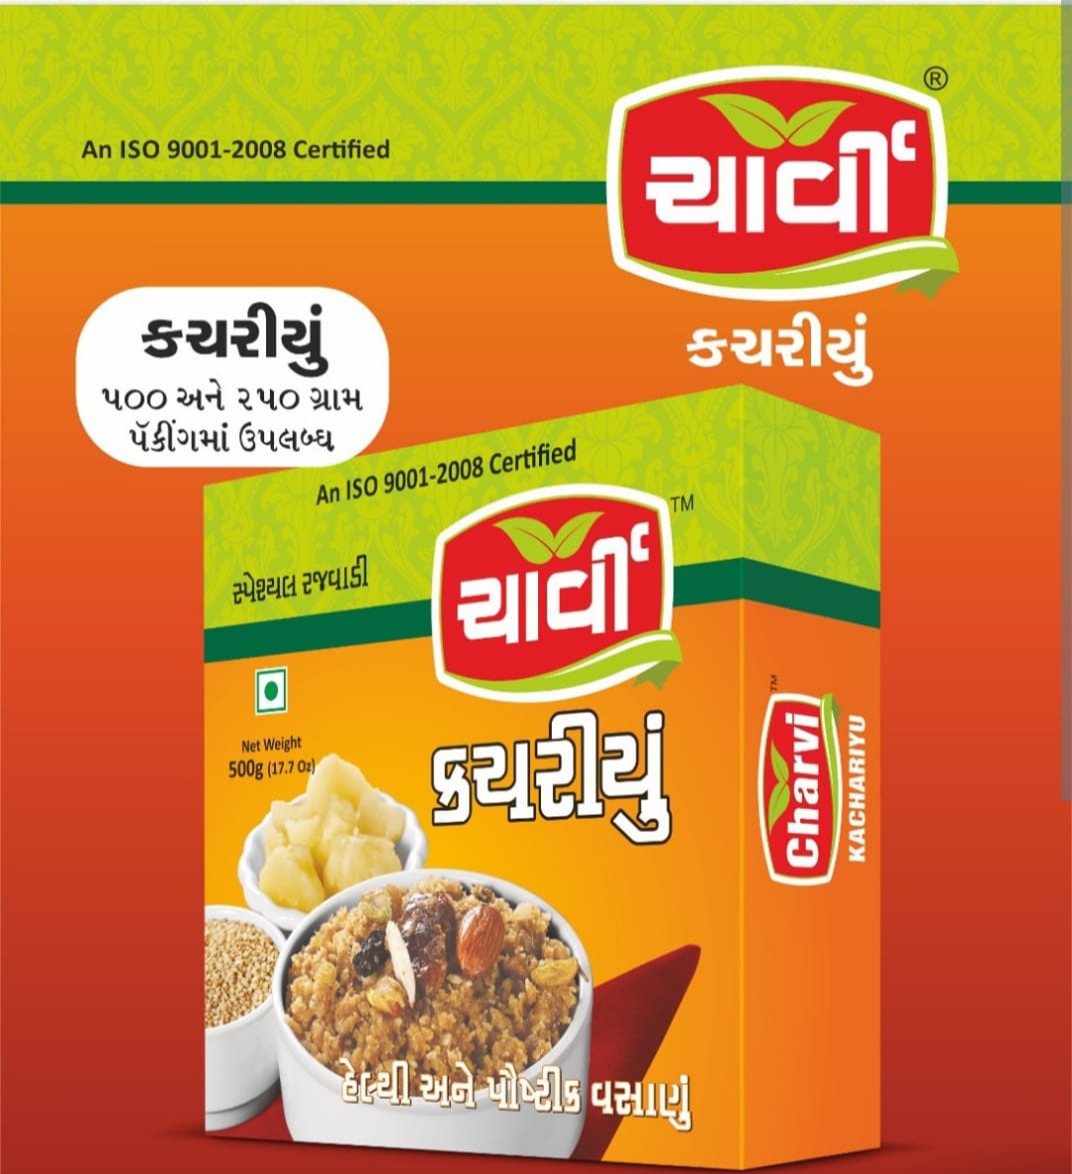 An ISO 9001-2008 Certified
®
ચાર્વી
કચરીયું
કચરીયું
૫૦૦ અને ૨૫૦ ગ્રામ
પૅકીંગમાં ઉપલબ્ધ
An ISO 9001-2008 Certified
TM
સ્પેશ્યલ રજવાડી
ચાર્વી
Net Weight
500g (17.7 Oz)
કચરીયું
TM
Charvi
KACHARIYU
હેલ્થી અને પૌષ્ટીક વસાણું